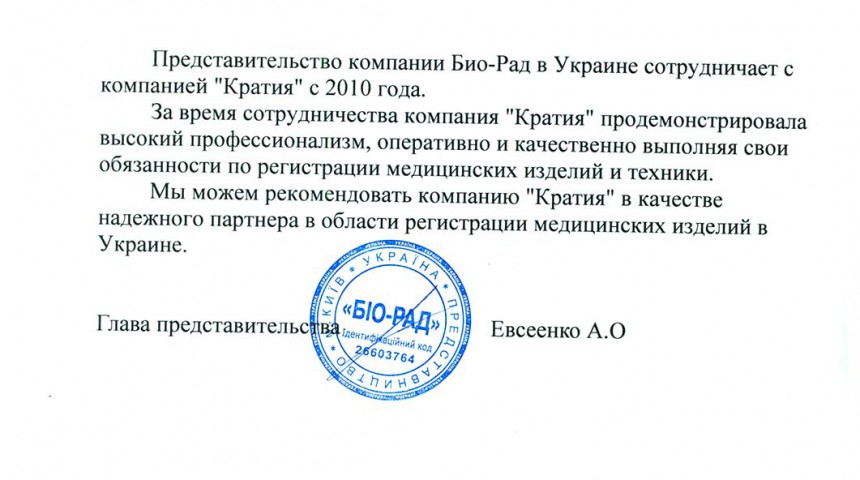 Представительство компании Био-Рад в Украине сотрудничает с
компанией "Кратия" с 2010 года.
За время сотрудничества компания "Кратия" продемонстрировала
высокий профессионализм, оперативно и качественно выполняя свои
обязанности по регистрации медицинских изделий и техники.
Мы можем рекомендовать компанию "Кратия" в качестве
надежного партнера в области регистрации медицинских изделий в
Украине.
Глава представительства
Евсеенко А.О
* УКРАЇНА * ПРЕДСТАВНИЦТВО * М.КИЇВ
«БІО-РАД»
Ідентифікаційний код
26603764